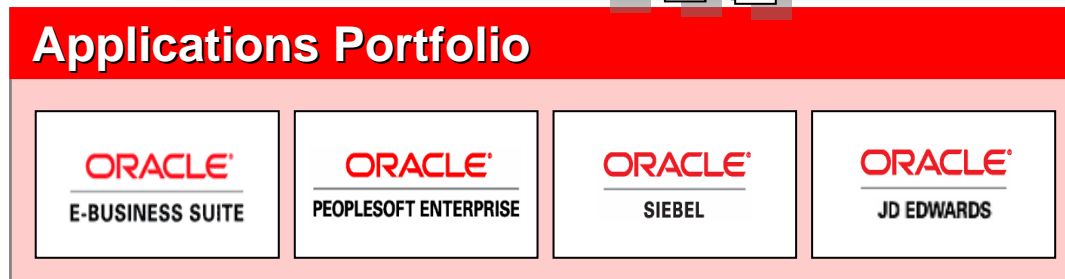 Applications Portfolio
ORACLE®
E-BUSINESS SUITE
ORACLE®
PEOPLESOFT ENTERPRISE
ORACLE®
SIEBEL
ORACLE®
JD EDWARDS